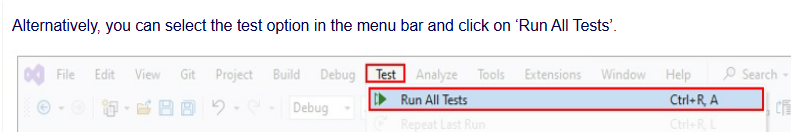 Alternatively, you can select the test option in the menu bar and click on ‘Run All Tests’.
File Edit View Git Project Build Debug Test Analyze Tools Extensions Window Help Search
Debug
Run All Tests Ctrl+R, A
Repeat Last Run Ctrl+R, L